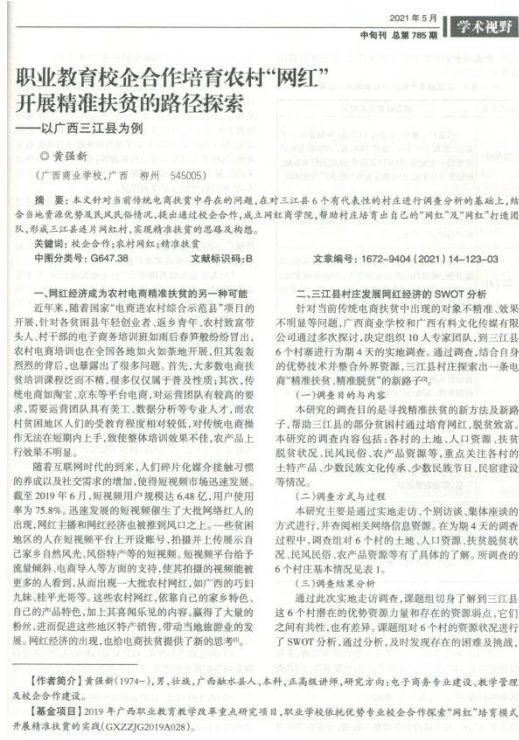 2021年5月
中旬刊 总第785期
学术视野
职业教育校企合作培育农村“网红”
开展精准扶贫的路径探索
——以广西三江县为例
◎黄强新
(广西商业学校,广西 柳州 545005)
摘 要:本文针对当前传统电商扶贫中存在的问题,在对三江县6个有代表性的村庄进行调查分析的基础上,结
合当地资源优势及民风民俗情况,提出通过校企合作,成立网红商学院,帮助村庄培育出自己的“网红”及“网红”打造团
队,形成三江县连片网红村,实现精准扶贫的思路及构想。
关键词:校企合作;农村网红;精准扶贫
中图分类号:G647.38 文献标识码:B 文章编号:1672-9404(2021)14-123-03
一、网红经济成为农村电商精准扶贫的另一种可能
近年来,随着国家“电商进农村综合示范县”项目的
开展,针对各贫困县年轻创业者、返乡青年、农村致富带
头人、村干部的电子商务培训班如雨后春笋般纷纷冒出,
农村电商培训也在全国各地如火如荼地开展,但其轰轰
烈烈的背后,也暴露出了很多问题。首先,大多数电商扶
贫培训课程泛而不精,很多仅仅属于普及性质;其次,传
统电商如淘宝、京东等平台电商,对运营团队有较高的要
求,需要运营团队具有美工、数据分析等专业人才,而农
村贫困地区人们的受教育程度相对较低,对传统电商操
作无法在短期内上手,致使整体培训效果不佳,农产品上
行效果不明显。
随着互联网时代的到来,人们碎片化媒介接触习惯
的养成以及社交需求的增加,使得短视频市场迅速发展。
截至2019年6月,短视频用户规模达6.48亿,用户使用
率为75.8%。迅速发展的短视频催生了大批网络红人的
出现,网红主播和网红经济也被推到风口之上。一些贫困
地区的人在短视频平台上开设账号,拍摄并上传展示自
己家乡自然风光、风俗特产等的短视频。短视频平台给予
流量倾斜、电商导入等方面的支持,使其拍摄的视频能被
更多的人看到,从而出现一大批农村网红,如广西的巧妇
九妹、桂平光哥等。这些农村网红,依靠自己的家乡特色、
自己的产品特色,加上其喜闻乐见的内容,赢得了大量的
粉丝,进而促进这些地区特产销售,带动当地旅游业的发
展。网红经济的出现,也给电商扶贫提供了新的思考[1]。
二、三江县村庄发展网红经济的SWOT分析
针对当前传统电商扶贫中出现的对象不精准、效果
不明显等问题,广西商业学校和广西有料文化传媒有限
公司通过多次探讨,决定组织10人专家团队,到三江县
6个村寨进行为期4天的实地调查。通过调查,结合自身
的优势技术并整合外界资源,三江县村庄探索出一条电
商“精准扶贫、精准脱贫”的新路子[2]。
(一)调查目的与内容
本研究的调查目的是寻找精准扶贫的新方法及新路
子,帮助三江县的部分贫困村通过培育网红,脱贫致富。
本研究的调查内容包括:各村的土地、人口资源、扶贫
脱贫状况、民风民俗、农产品资源等,重点关注各村的
土特产品、少数民族文化传承、少数民族节日、民宿建设
等情况。
(二)调查方式与过程
本研究主要是通过实地走访、个别访谈、集体座谈的
方式进行,并查阅相关网络信息资源。在为期4天的调查
过程中,调查组对6个村的土地、人口资源、扶贫脱贫状
况、民风民俗、农产品资源等有了具体的了解。所调查的
6个村庄基本情况见表1。
(三)调查结果分析
通过此次实地走访调查,课题组切身了解到三江县
这6个村潜在的优势资源力量和存在的资源弱点,它们
之间有共性,也有差异。课题组对6个村的资源状况进行
了SWOT分析,通过分析,及时发现存在的困难及挑战,
【作者简介】黄强新(1974-),男,壮族,广西融水县人,本科,正高级讲师,研究方向:电子商务专业建设、教学管理
及校企合作建设。
【基金项目】2019年广西职业教育教学改革重点研究项目,职业学校依托优势专业校企合作探索“网红”培育模式
开展精准扶贫的实践(GXZZJG2019A028)。